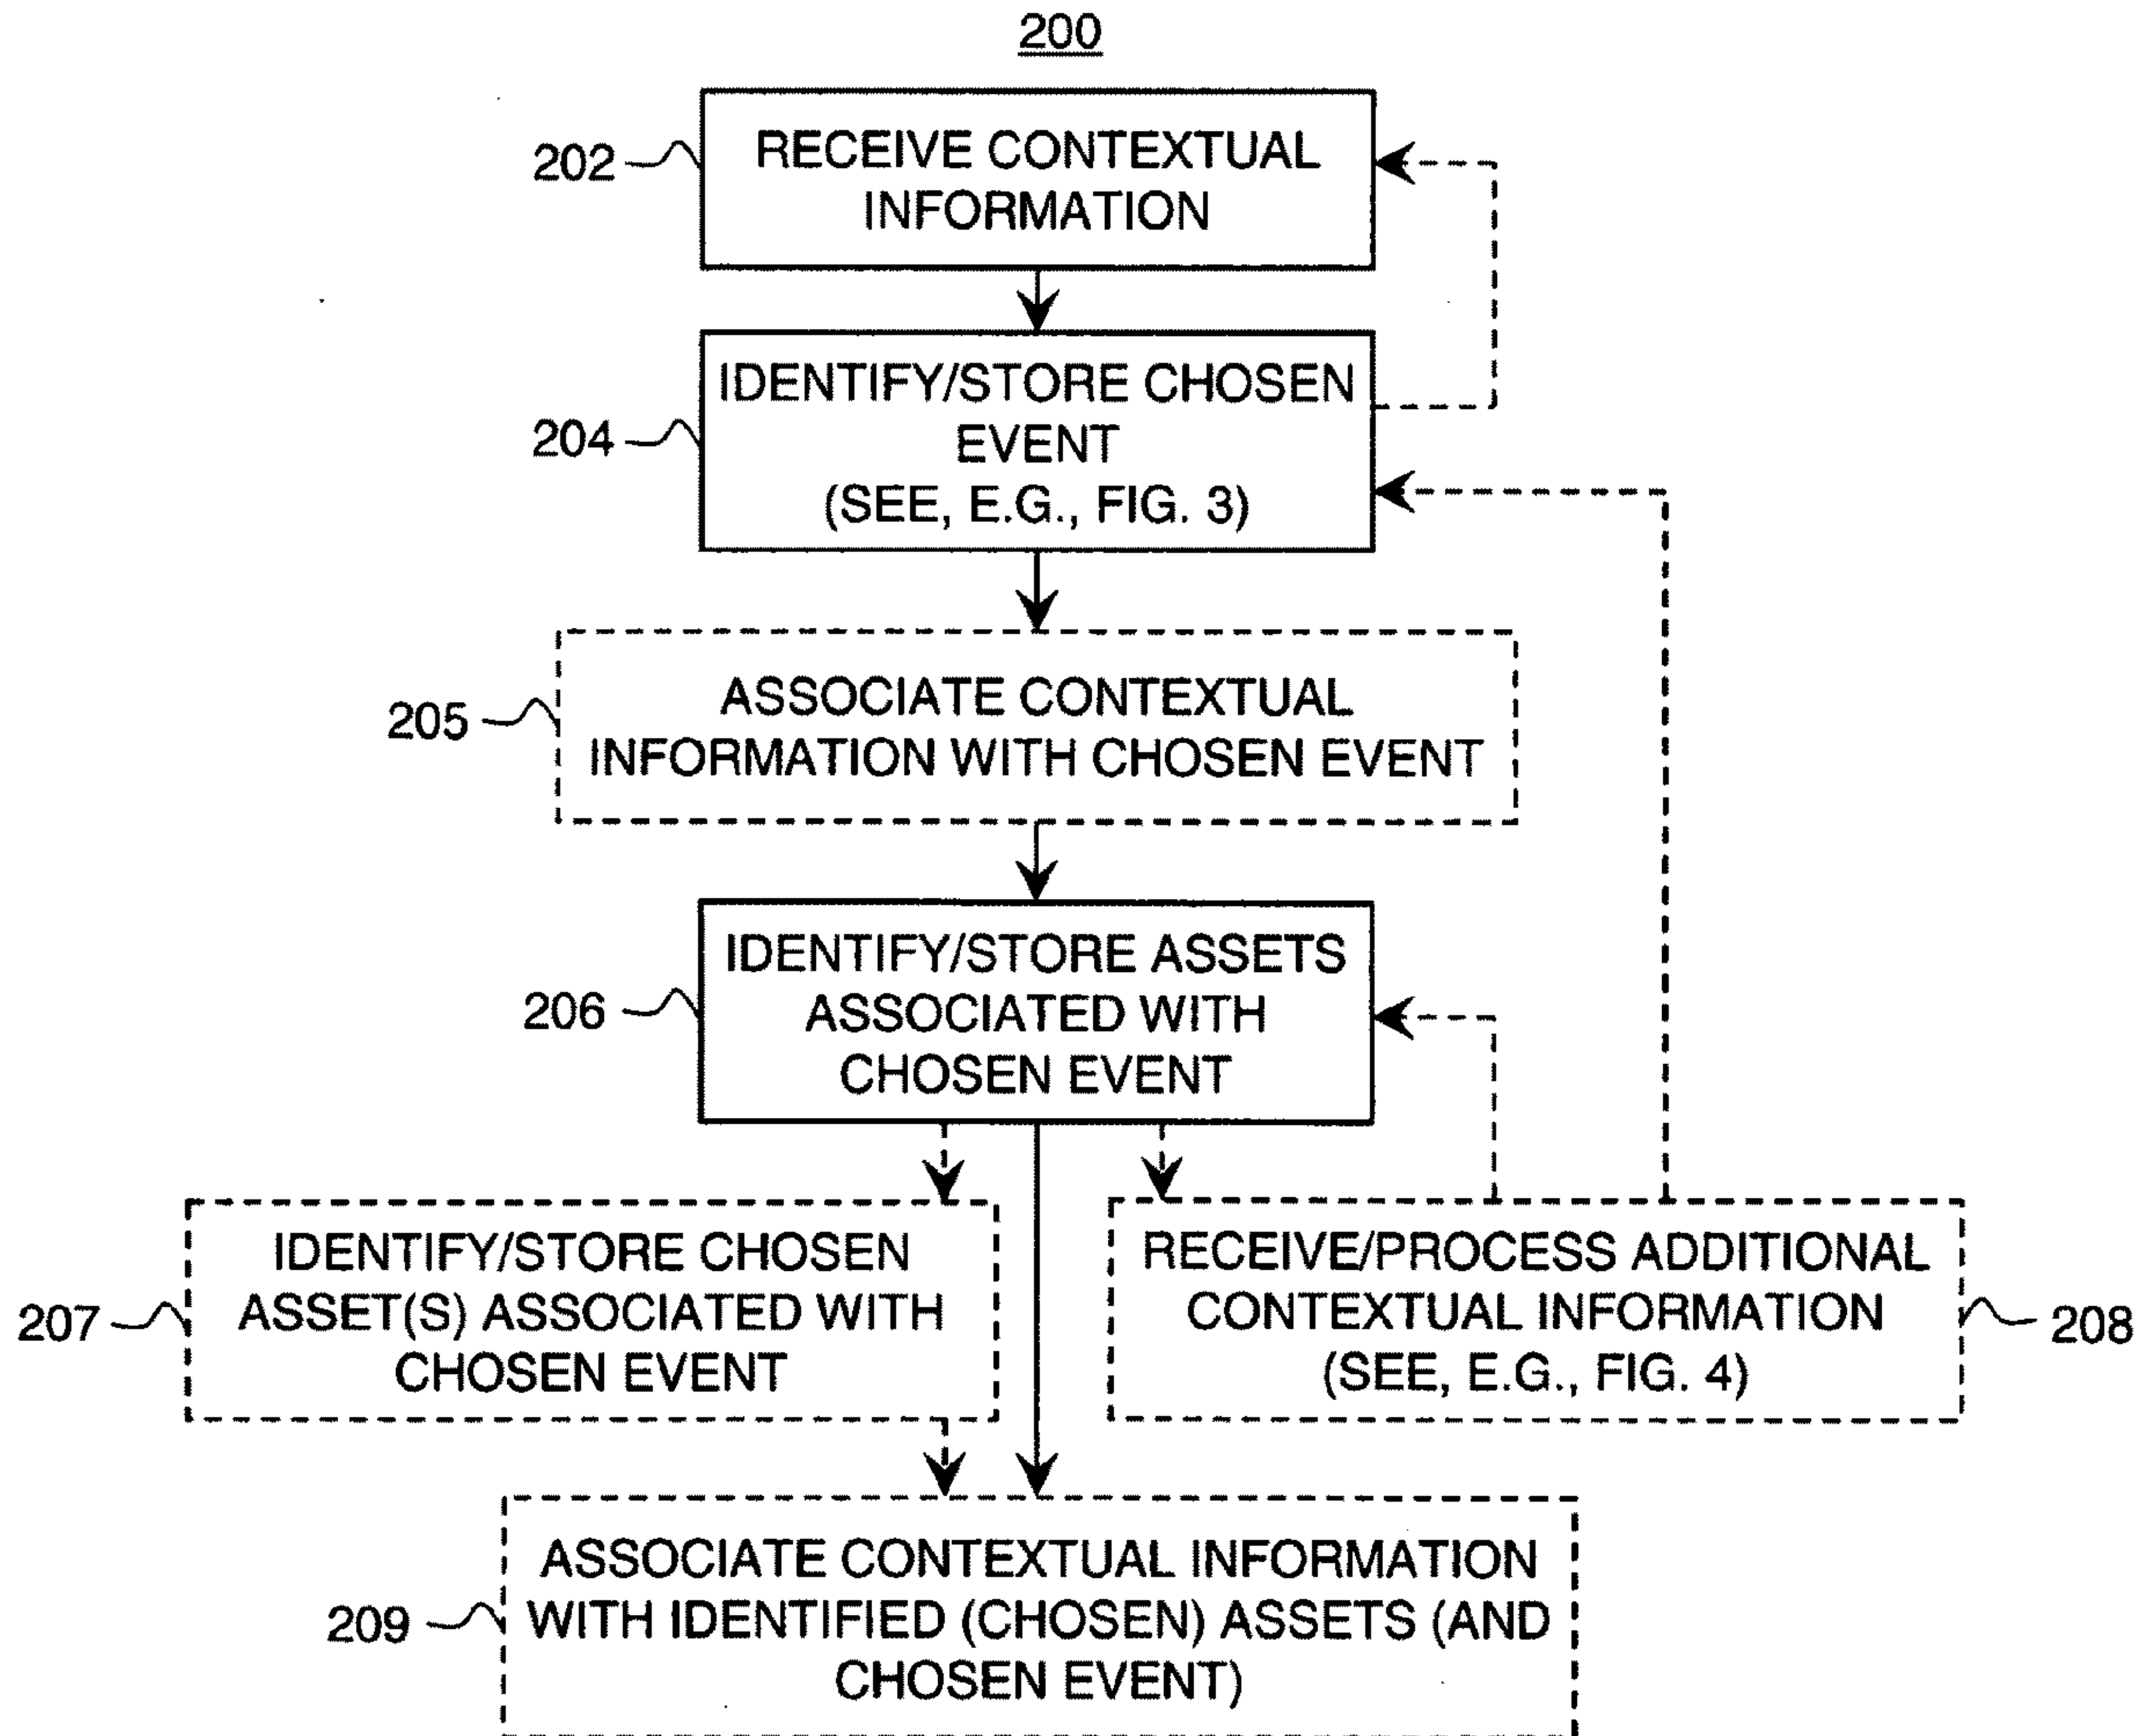 200
202
RECEIVE CONTEXTUAL
INFORMATION
204
IDENTIFY/STORE CHOSEN
EVENT
(SEE, E.G., FIG. 3)
205
ASSOCIATE CONTEXTUAL
INFORMATION WITH CHOSEN EVENT
206
IDENTIFY/STORE ASSETS
ASSOCIATED WITH
CHOSEN EVENT
207
IDENTIFY/STORE CHOSEN
ASSET(S) ASSOCIATED WITH
CHOSEN EVENT
RECEIVE/PROCESS ADDITIONAL
CONTEXTUAL INFORMATION
(SEE, E.G., FIG. 4)
208
209
ASSOCIATE CONTEXTUAL INFORMATION
WITH IDENTIFIED (CHOSEN) ASSETS (AND
CHOSEN EVENT)